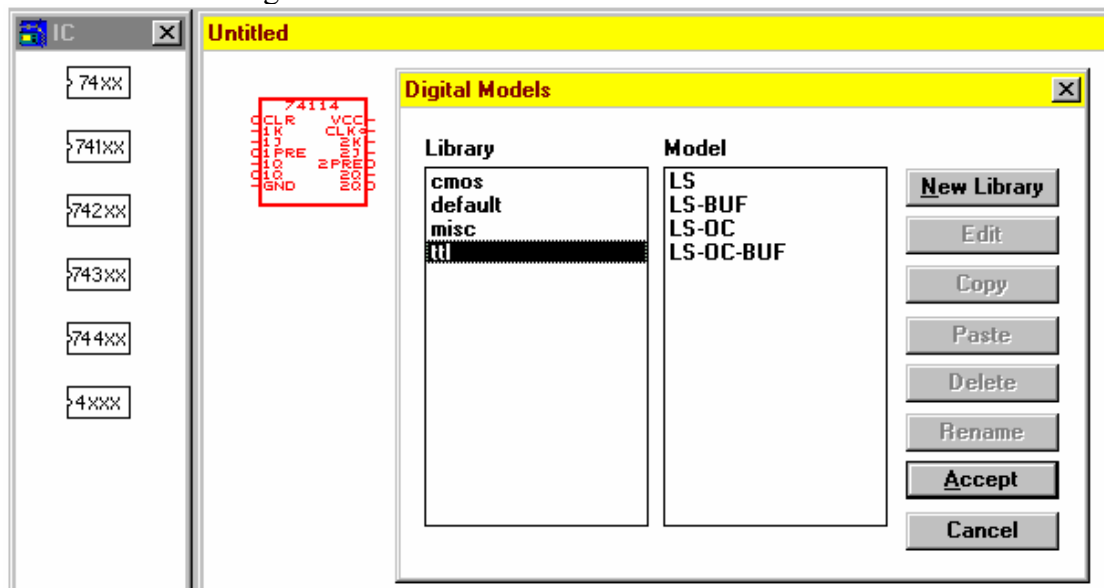 IC
74xx
741xx
742xx
743xx
744xx
4xxx
Untitled
74114
CLR VCC
1K CLK
1J 2K
1PRE 2J
1Q 2PRE
1Q 2Q
GND 2Q
Digital Models
Library
cmos
default
misc
ttl
Model
LS
LS-BUF
LS-OC
LS-OC-BUF
New Library
Edit
Copy
Paste
Delete
Rename
Accept
Cancel